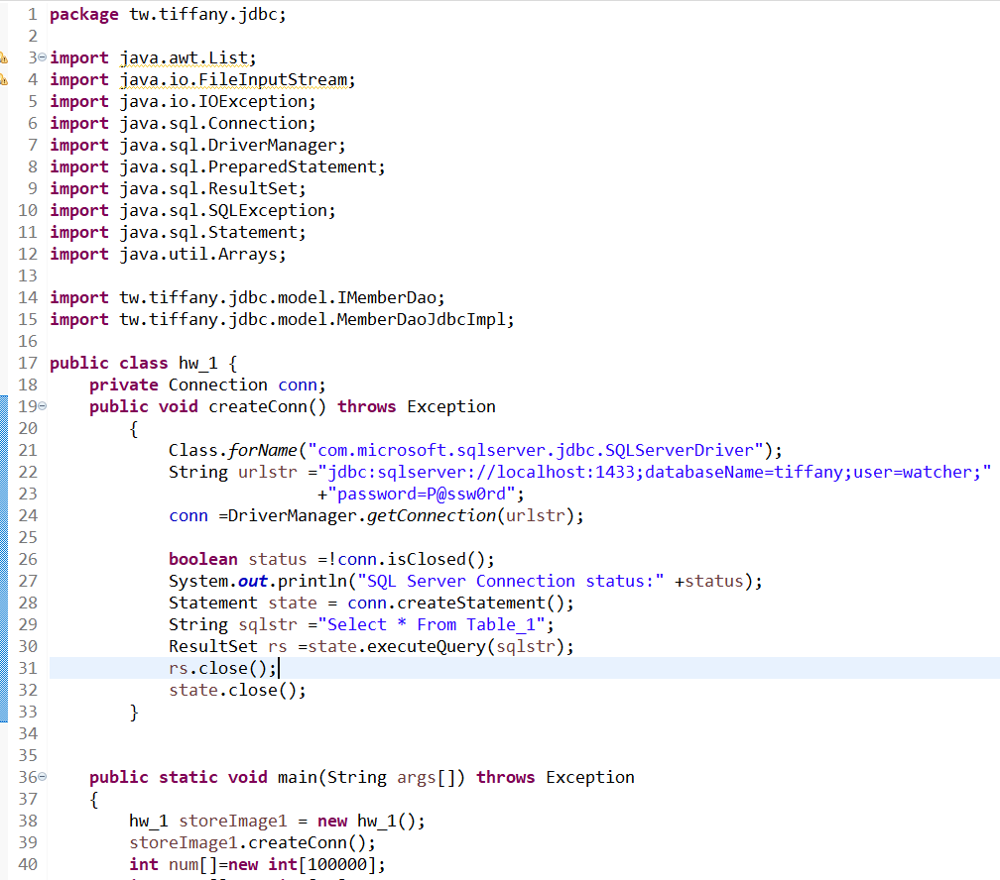 1 package tw.tiffany.jdbc;
2
3 import java.awt.List;
4 import java.io.FileInputStream;
5 import java.io.IOException;
6 import java.sql.Connection;
7 import java.sql.DriverManager;
8 import java.sql.PreparedStatement;
9 import java.sql.ResultSet;
10 import java.sql.SQLException;
11 import java.sql.Statement;
12 import java.util.Arrays;
13
14 import tw.tiffany.jdbc.model.IMemberDao;
15 import tw.tiffany.jdbc.model.MemberDaoJdbcImpl;
16
17 public class hw_1 {
18     private Connection conn;
19     public void createConn() throws Exception
20         {
21             Class.forName("com.microsoft.sqlserver.jdbc.SQLServerDriver");
22             String urlstr ="jdbc:sqlserver://localhost:1433;databaseName=tiffany;user=watcher;"
23                            +"password=P@ssw0rd";
24             conn =DriverManager.getConnection(urlstr);
25
26             boolean status =!conn.isClosed();
27             System.out.println("SQL Server Connection status:" +status);
28             Statement state = conn.createStatement();
29             String sqlstr ="Select * From Table_1";
30             ResultSet rs =state.executeQuery(sqlstr);
31             rs.close();
32             state.close();
33         }
34
35
36     public static void main(String args[]) throws Exception
37     {
38         hw_1 storeImage1 = new hw_1();
39         storeImage1.createConn();
40         int num[]=new int[100000];